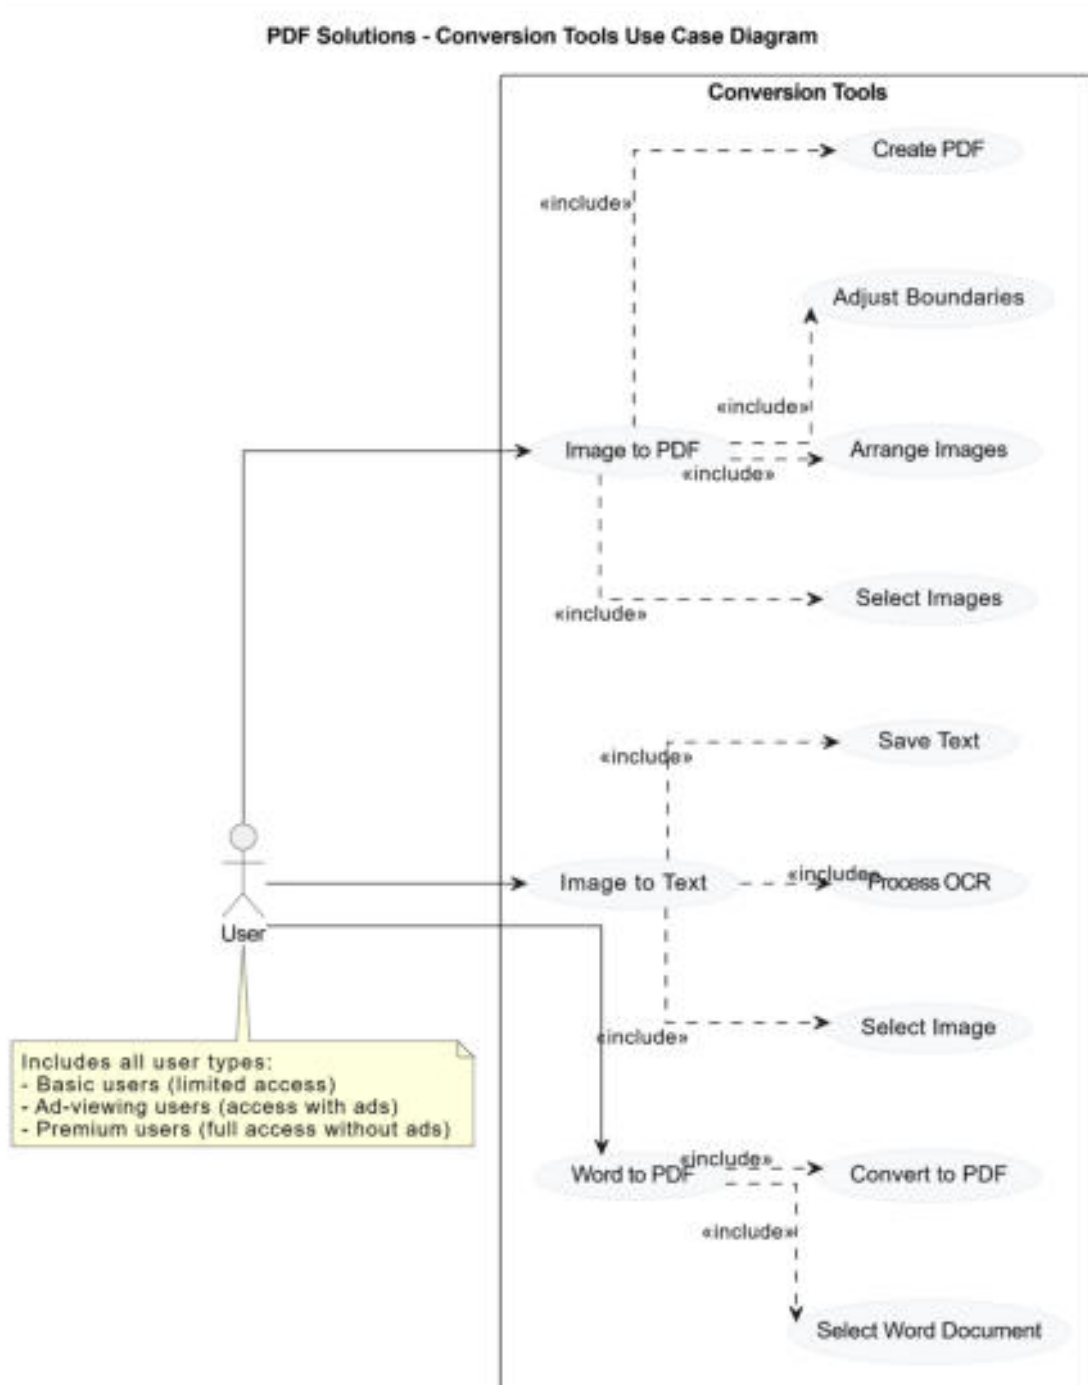 PDF Solutions - Conversion Tools Use Case Diagram
Conversion Tools
Create PDF
«include»
Adjust Boundaries
«include»
Image to PDF
Arrange Images
«include»
Select Images
«include»
Save Text
«include»
Image to Text
«include»
Process OCR
User
Select Image
«include»
Includes all user types:
- Basic users (limited access)
- Ad-viewing users (access with ads)
- Premium users (full access without ads)
Word to PDF
«include»
Convert to PDF
«include»
Select Word Document